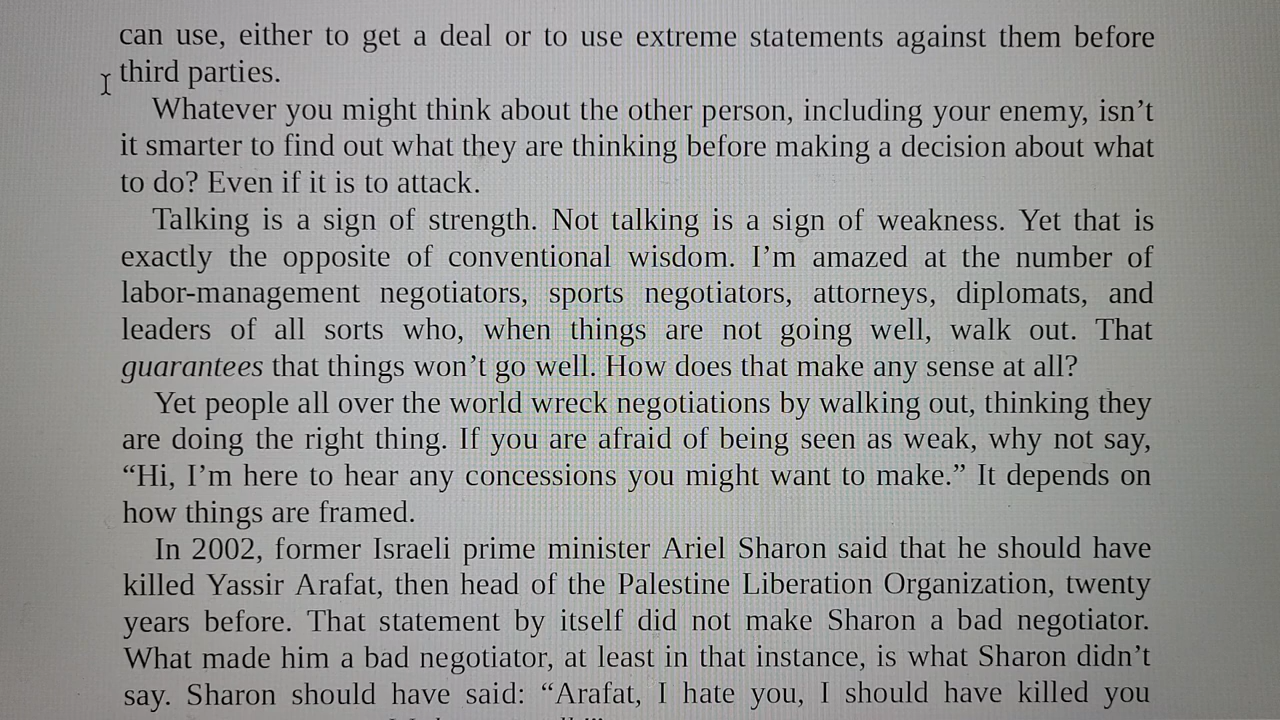 can use, either to get a deal or to use extreme statements against them before
third parties.
Whatever you might think about the other person, including your enemy, isn’t
it smarter to find out what they are thinking before making a decision about what
to do? Even if it is to attack.
Talking is a sign of strength. Not talking is a sign of weakness. Yet that is
exactly the opposite of conventional wisdom. I’m amazed at the number of
labor-management negotiators, sports negotiators, attorneys, diplomats, and
leaders of all sorts who, when things are not going well, walk out. That
guarantees that things won’t go well. How does that make any sense at all?
Yet people all over the world wreck negotiations by walking out, thinking they
are doing the right thing. If you are afraid of being seen as weak, why not say,
“Hi, I’m here to hear any concessions you might want to make.” It depends on
how things are framed.
In 2002, former Israeli prime minister Ariel Sharon said that he should have
killed Yassir Arafat, then head of the Palestine Liberation Organization, twenty
years before. That statement by itself did not make Sharon a bad negotiator.
What made him a bad negotiator, at least in that instance, is what Sharon didn’t
say. Sharon should have said: “Arafat, I hate you, I should have killed you